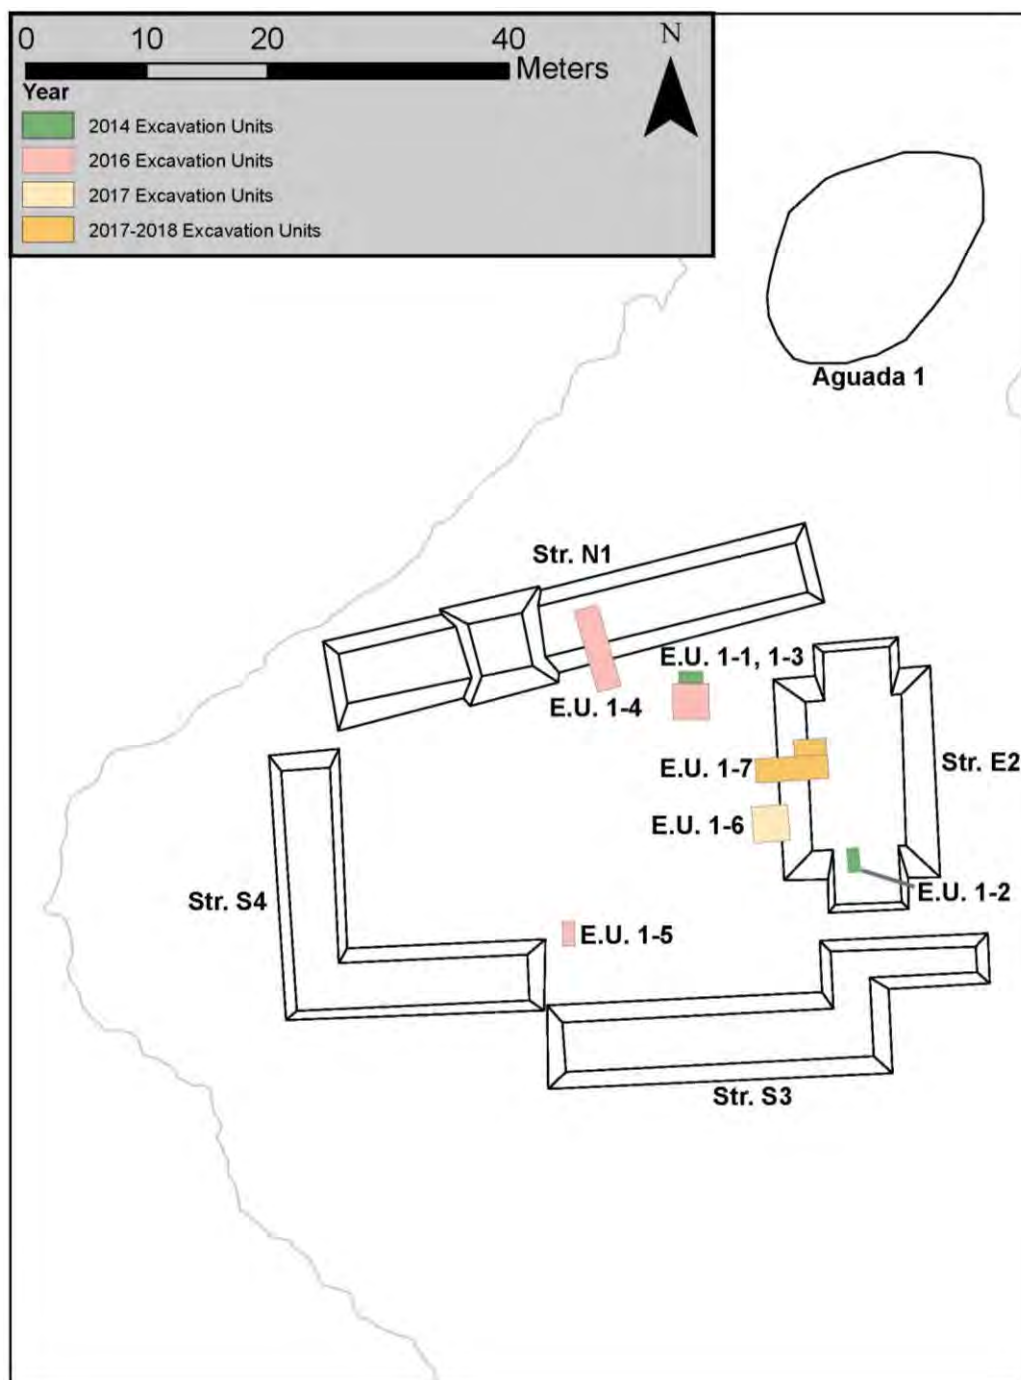 0 10 20 40
Meters
N
Year
2014 Excavation Units
2016 Excavation Units
2017 Excavation Units
2017-2018 Excavation Units
Aguada 1
Str. N1
E.U. 1-1, 1-3
E.U. 1-4
E.U. 1-7
Str. E2
E.U. 1-6
E.U. 1-2
Str. S4
E.U. 1-5
Str. S3